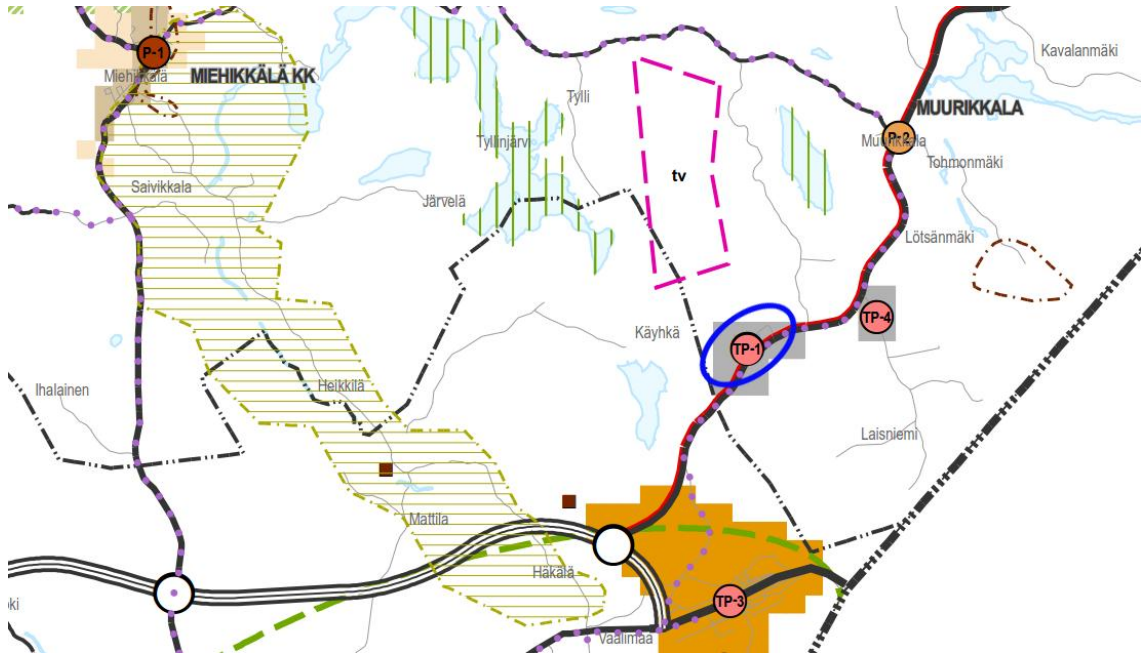 Kavalanmäki
P-1
Miehikkälä
MIEHIKKÄLÄ KK
Tylli
MUURIKKALA
P-2
Muurikkala
Tyllinjärvi
Tohmonmäki
tv
Saivikkala
Järvelä
Lötsänmäki
TP-4
Käyhkä
TP-1
Ihalainen
Heikkilä
Laisniemi
Mattila
Häkälä
TP-3
Vaalimaa